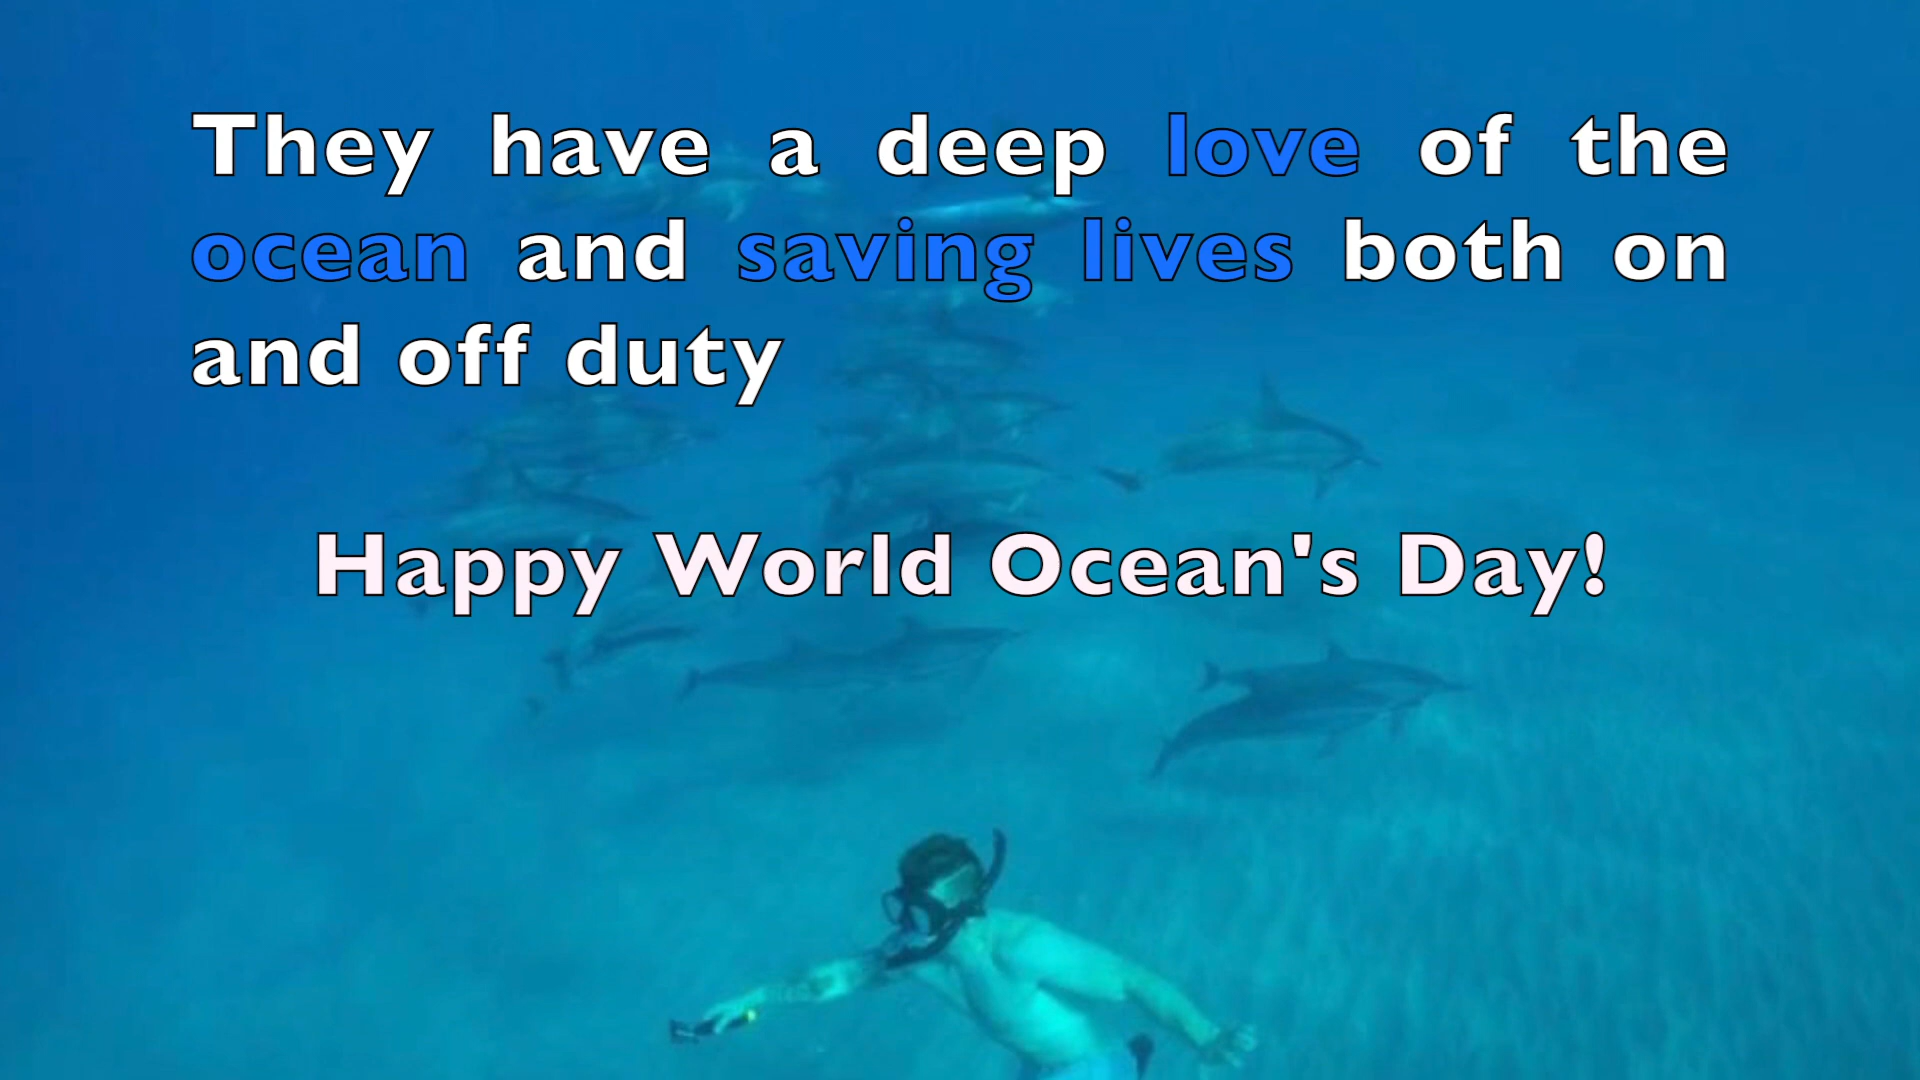 They have a deep love of the
ocean and saving lives both on
and off duty
Happy World Ocean's Day!